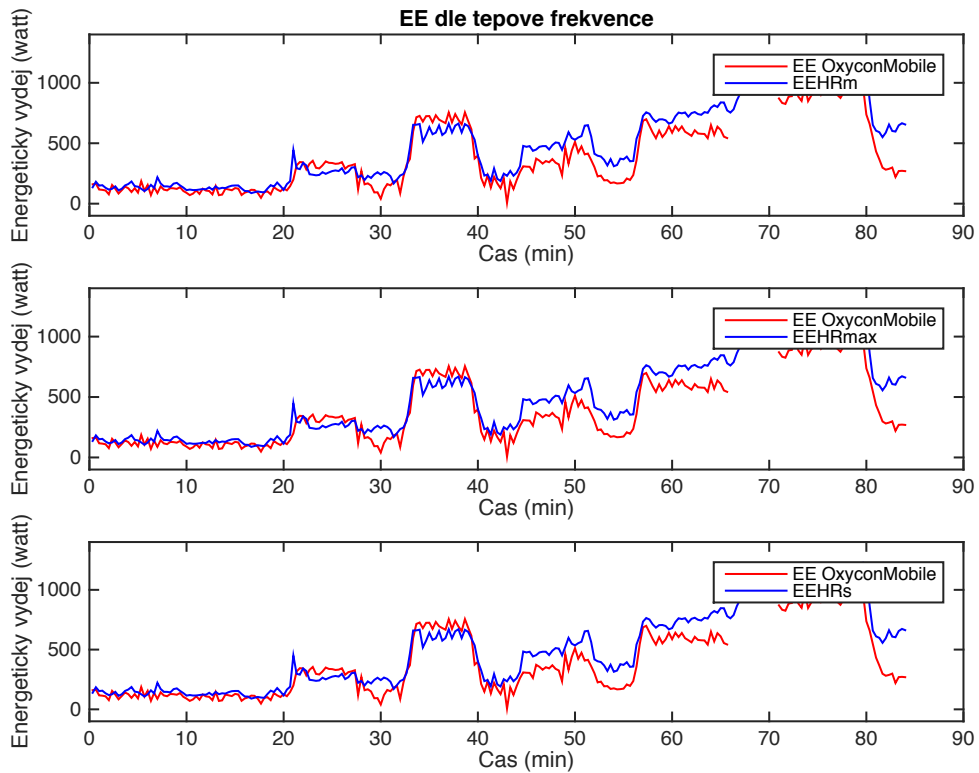 EE dle tepove frekvence
Energeticky vydej (watt)
1000
500
0
EE OxyconMobile
EEHRm
0 10 20 30 40 50 60 70 80 90
Cas (min)
Energeticky vydej (watt)
1000
500
0
EE OxyconMobile
EEHRmax
0 10 20 30 40 50 60 70 80 90
Cas (min)
Energeticky vydej (watt)
1000
500
0
EE OxyconMobile
EEHRs
0 10 20 30 40 50 60 70 80 90
Cas (min)